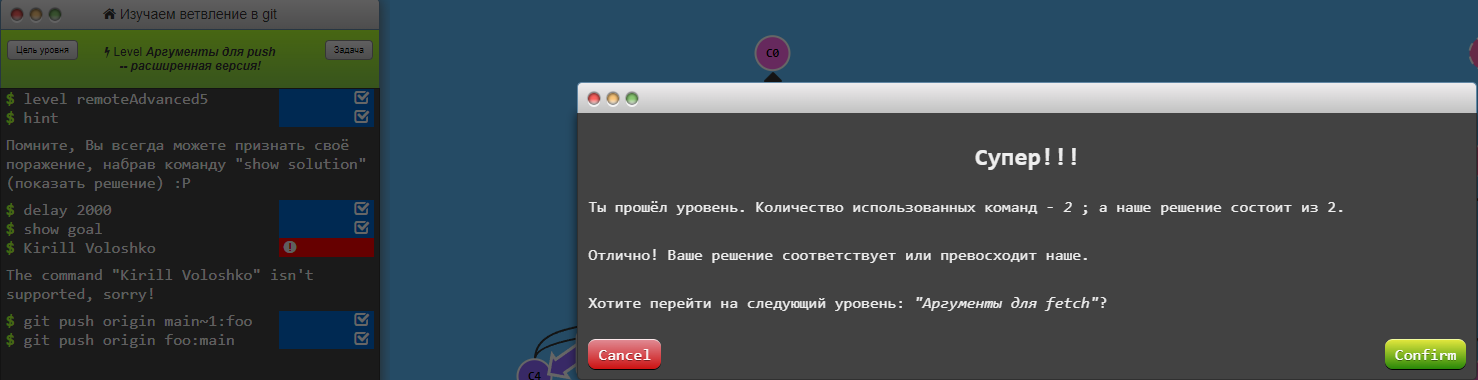 Изучаем ветвление в git
Цель уровня
Level Аргументы для push
-- расширенная версия!
Задача
$ level remoteAdvanced5
$ hint
Помните, Вы всегда можете признать своё
поражение, набрав команду "show solution"
(показать решение) :P
$ delay 2000
$ show goal
$ Kirill Voloshko
The command "Kirill Voloshko" isn't
supported, sorry!
$ git push origin main~1:foo
$ git push origin foo:main
C0
C4
Супер!!!
Ты прошёл уровень. Количество использованных команд - 2 ; а наше решение состоит из 2.
Отлично! Ваше решение соответствует или превосходит наше.
Хотите перейти на следующий уровень: "Аргументы для fetch"?
Cancel
Confirm